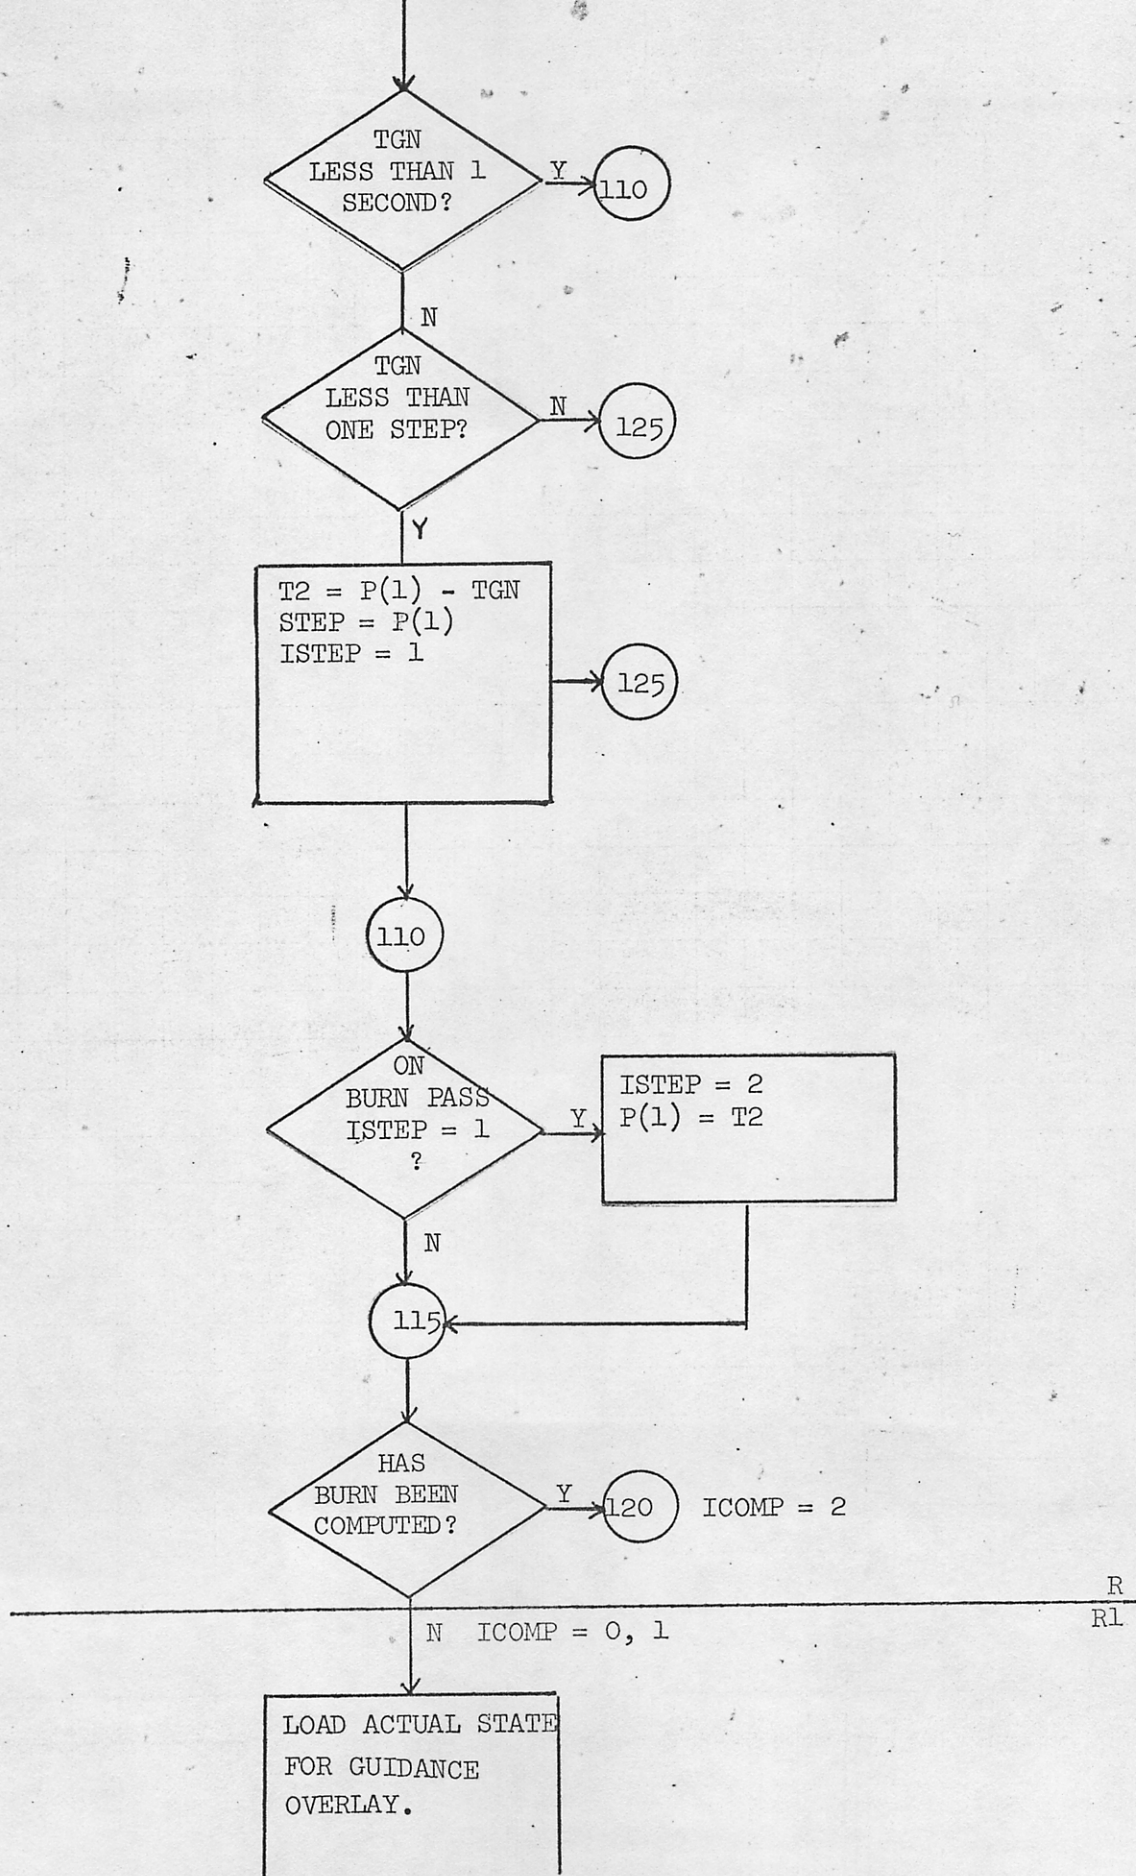 TGN
LESS THAN 1
SECOND?
Y
110
N
TGN
LESS THAN
ONE STEP?
N
125
Y
T2 = P(1) - TGN
STEP = P(1)
ISTEP = 1
125
110
ON
BURN PASS
ISTEP = 1
?
Y
ISTEP = 2
P(1) = T2
N
115
HAS
BURN BEEN
COMPUTED?
Y
120
ICOMP = 2
R
R1
N ICOMP = 0, 1
LOAD ACTUAL STATE
FOR GUIDANCE
OVERLAY.